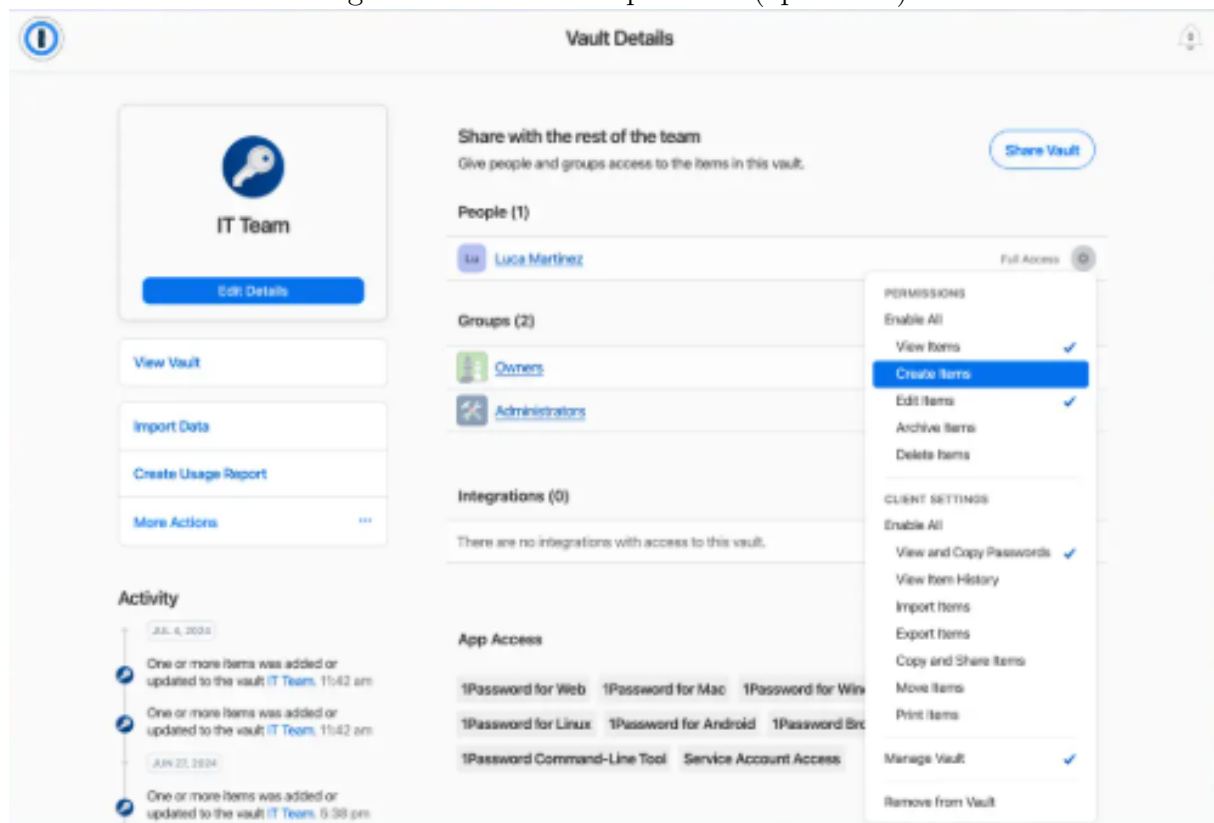 Vault Details
IT Team
Edit Details
View Vault
Import Data
Create Usage Report
More Actions
Activity
JUL 4, 2024
One or more items was added or
updated to the vault IT Team, 11:42 am
One or more items was added or
updated to the vault IT Team, 11:42 am
JUN 27, 2024
One or more items was added or
updated to the vault IT Team, 5:38 pm
Share with the rest of the team
Give people and groups access to the items in this vault.
Share Vault
People (1)
Lu Luca Martinez Full Access
Groups (2)
Owners
Administrators
Integrations (0)
There are no integrations with access to this vault.
App Access
1Password for Web 1Password for Mac 1Password for Win
1Password for Linux 1Password for Android 1Password Bro
1Password Command-Line Tool Service Account Access
PERMISSIONS
Enable All
View Items
Create Items
Edit Items
Archive Items
Delete Items
CLIENT SETTINGS
Enable All
View and Copy Passwords
View Item History
Import Items
Export Items
Copy and Share Items
Move Items
Print Items
Manage Vault
Remove from Vault